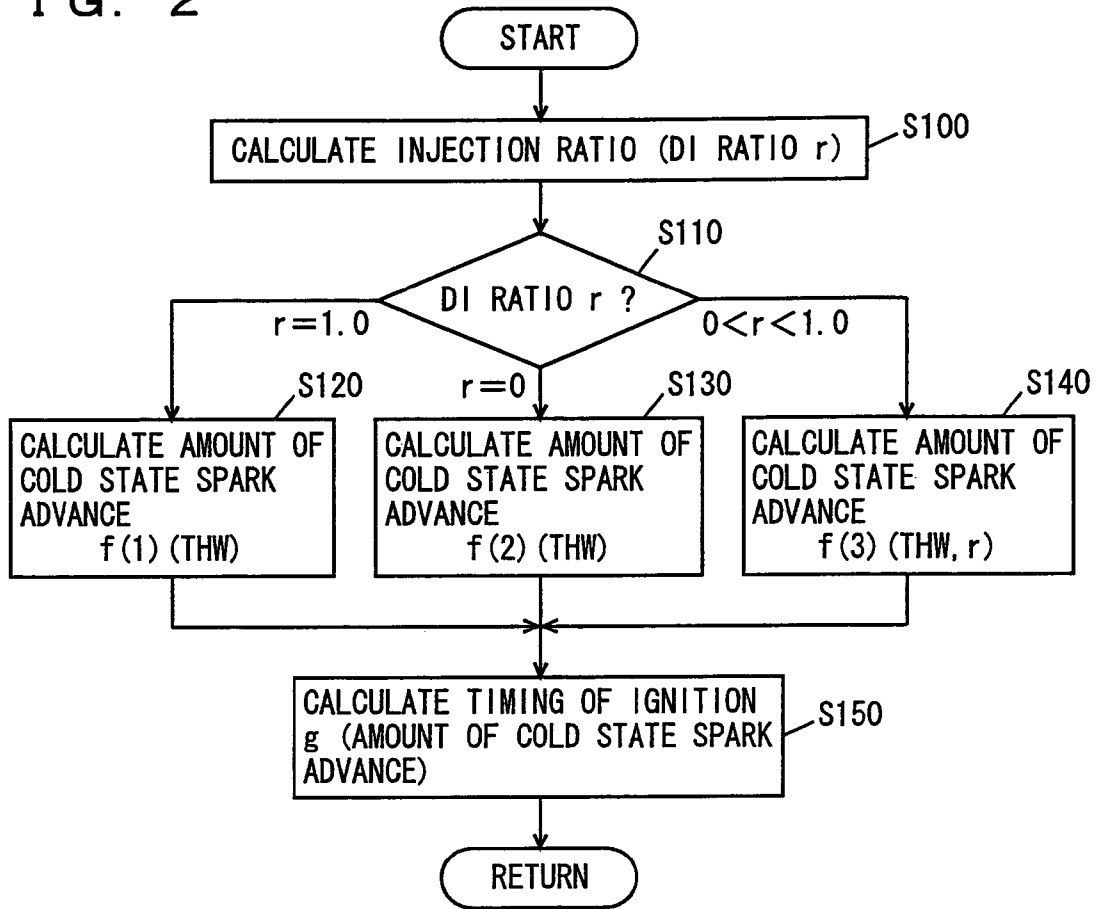 FIG. 2
START
CALCULATE INJECTION RATIO (DI RATIO r)
S100
S110
DI RATIO r ?
r=1.0
0<r<1.0
r=0
S120
CALCULATE AMOUNT OF
COLD STATE SPARK
ADVANCE
f(1)(THW)
S130
CALCULATE AMOUNT OF
COLD STATE SPARK
ADVANCE
f(2)(THW)
S140
CALCULATE AMOUNT OF
COLD STATE SPARK
ADVANCE
f(3)(THW, r)
CALCULATE TIMING OF IGNITION
g (AMOUNT OF COLD STATE SPARK
ADVANCE)
S150
RETURN